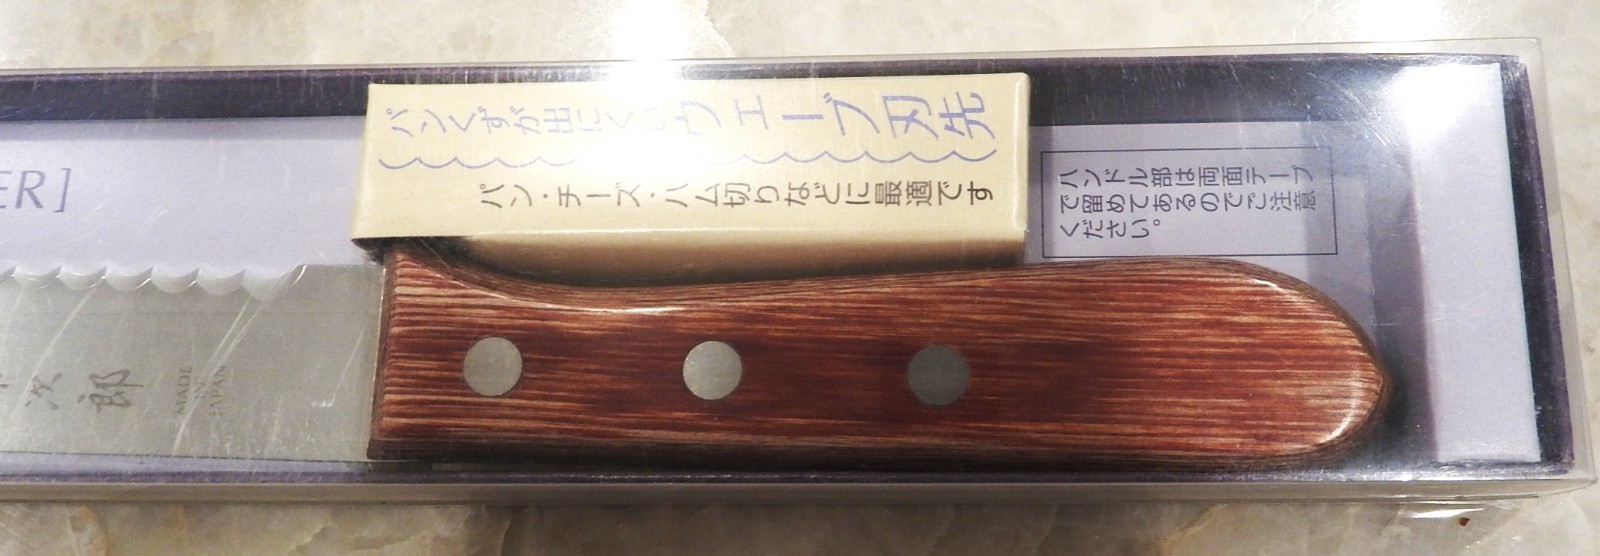 ER]
パンくずが出にくいウェーブ刃先
パン・チーズ・ハム切りなどに最適です
ハンドル部は両面テープ
で留めてあるのでご注意
ください。
次郎
MADE
IN
JAPAN